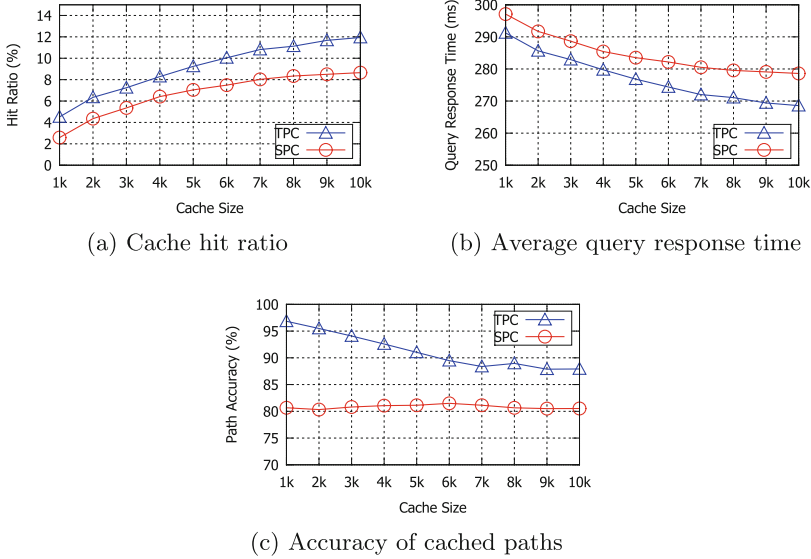 Hit Ratio (%)
14
12
10
8
6
4
2
0
TPC
SPC
1k 2k 3k 4k 5k 6k 7k 8k 9k 10k
Cache Size
(a) Cache hit ratio
Query Response Time (ms)
300
290
280
270
260
250
TPC
SPC
1k 2k 3k 4k 5k 6k 7k 8k 9k 10k
Cache Size
(b) Average query response time
Path Accuracy (%)
100
95
90
85
80
75
70
TPC
SPC
1k 2k 3k 4k 5k 6k 7k 8k 9k 10k
Cache Size
(c) Accuracy of cached paths